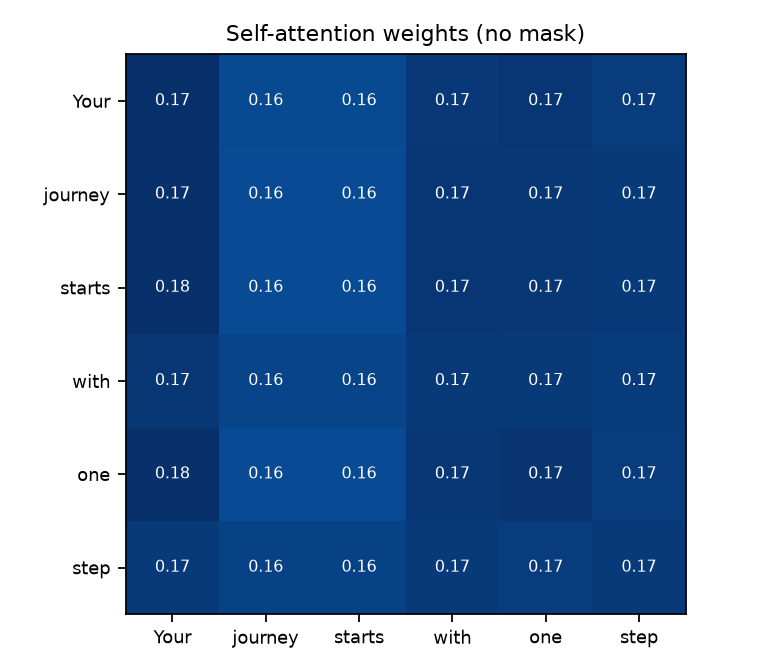 Self-attention weights (no mask)
Your 0.17 0.16 0.16 0.17 0.17 0.17
journey 0.17 0.16 0.16 0.17 0.17 0.17
starts 0.18 0.16 0.16 0.17 0.17 0.17
with 0.17 0.16 0.16 0.17 0.17 0.17
one 0.18 0.16 0.16 0.17 0.17 0.17
step 0.17 0.16 0.16 0.17 0.17 0.17
Your journey starts with one step